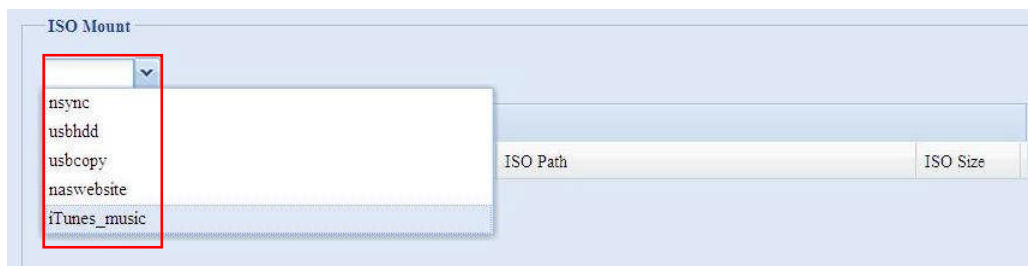 ISO Mount
nsync
usbhdd
usbcopy
ISO Path ISO Size
naswebsite
iTunes_music